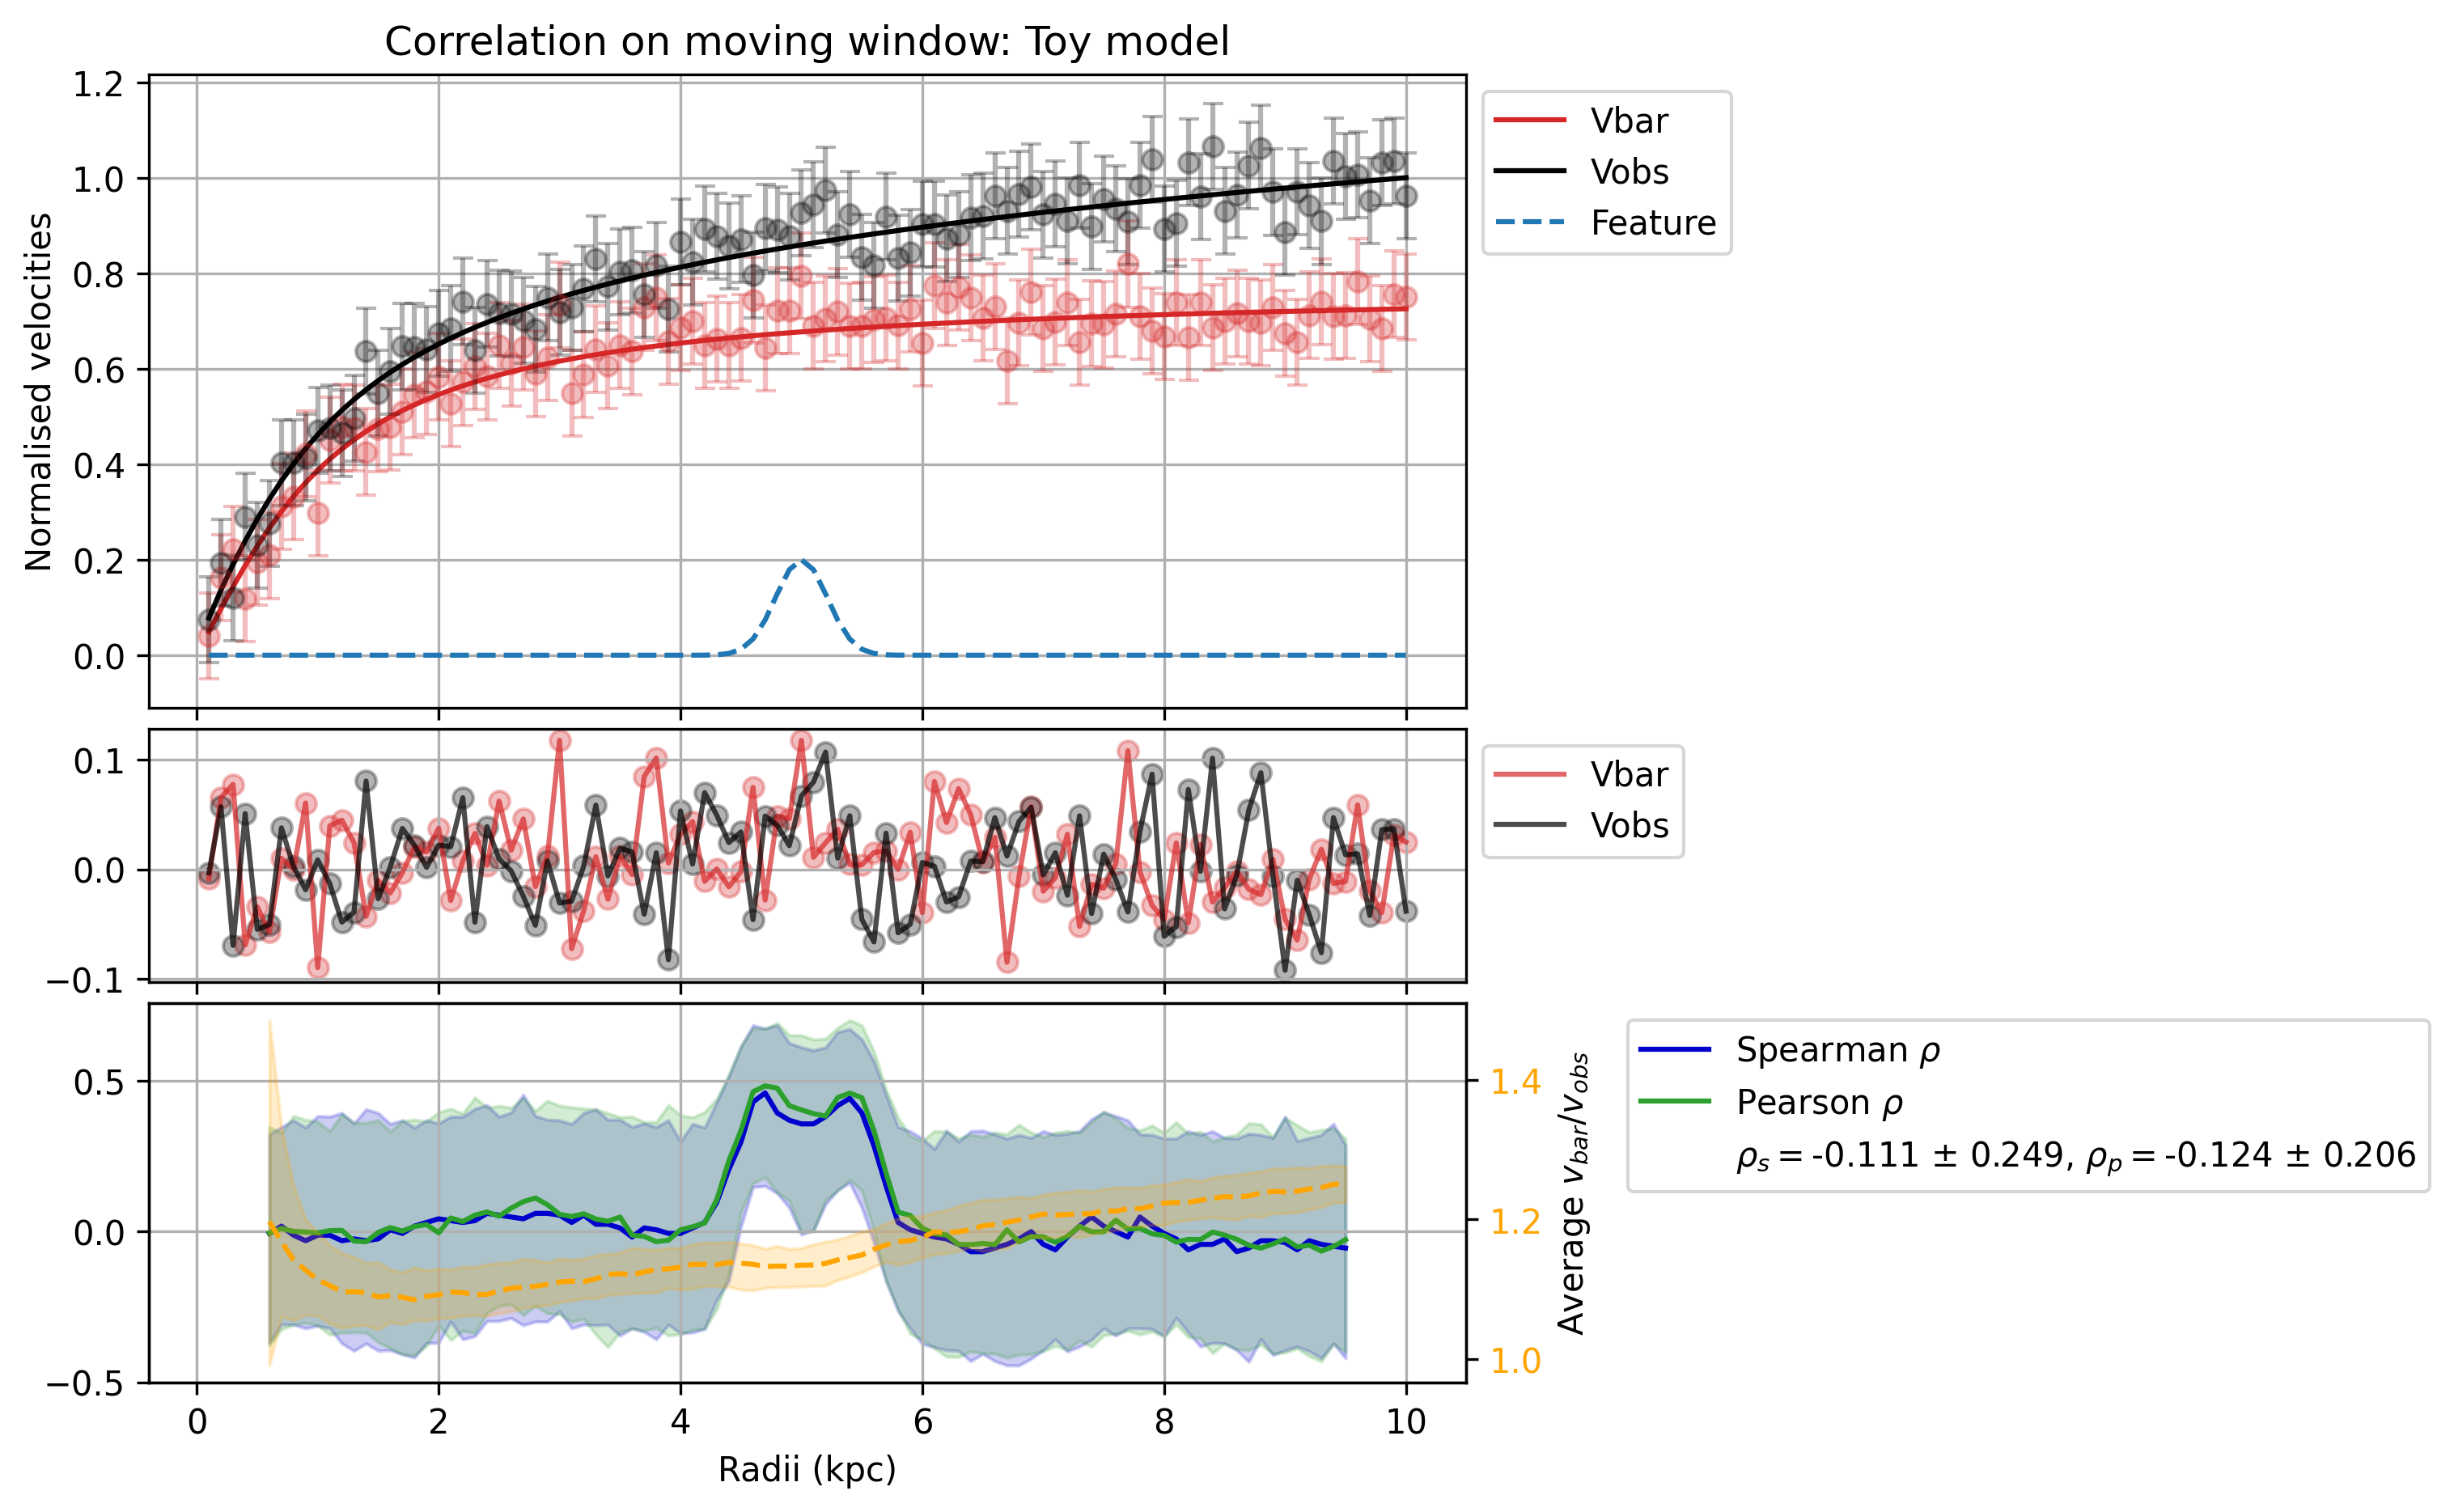 Correlation on moving window: Toy model
1.2
1.0
0.8
0.6
0.4
0.2
0.0
Normalised velocities
Vbar
Vobs
Feature
0.1
0.0
−0.1
Vbar
Vobs
0.5
0.0
−0.5
1.4
1.2
1.0
Average v_bar/v_obs
Spearman ρ
Pearson ρ
ρ_s = -0.111 ± 0.249, ρ_p = -0.124 ± 0.206
0 2 4 6 8 10
Radii (kpc)